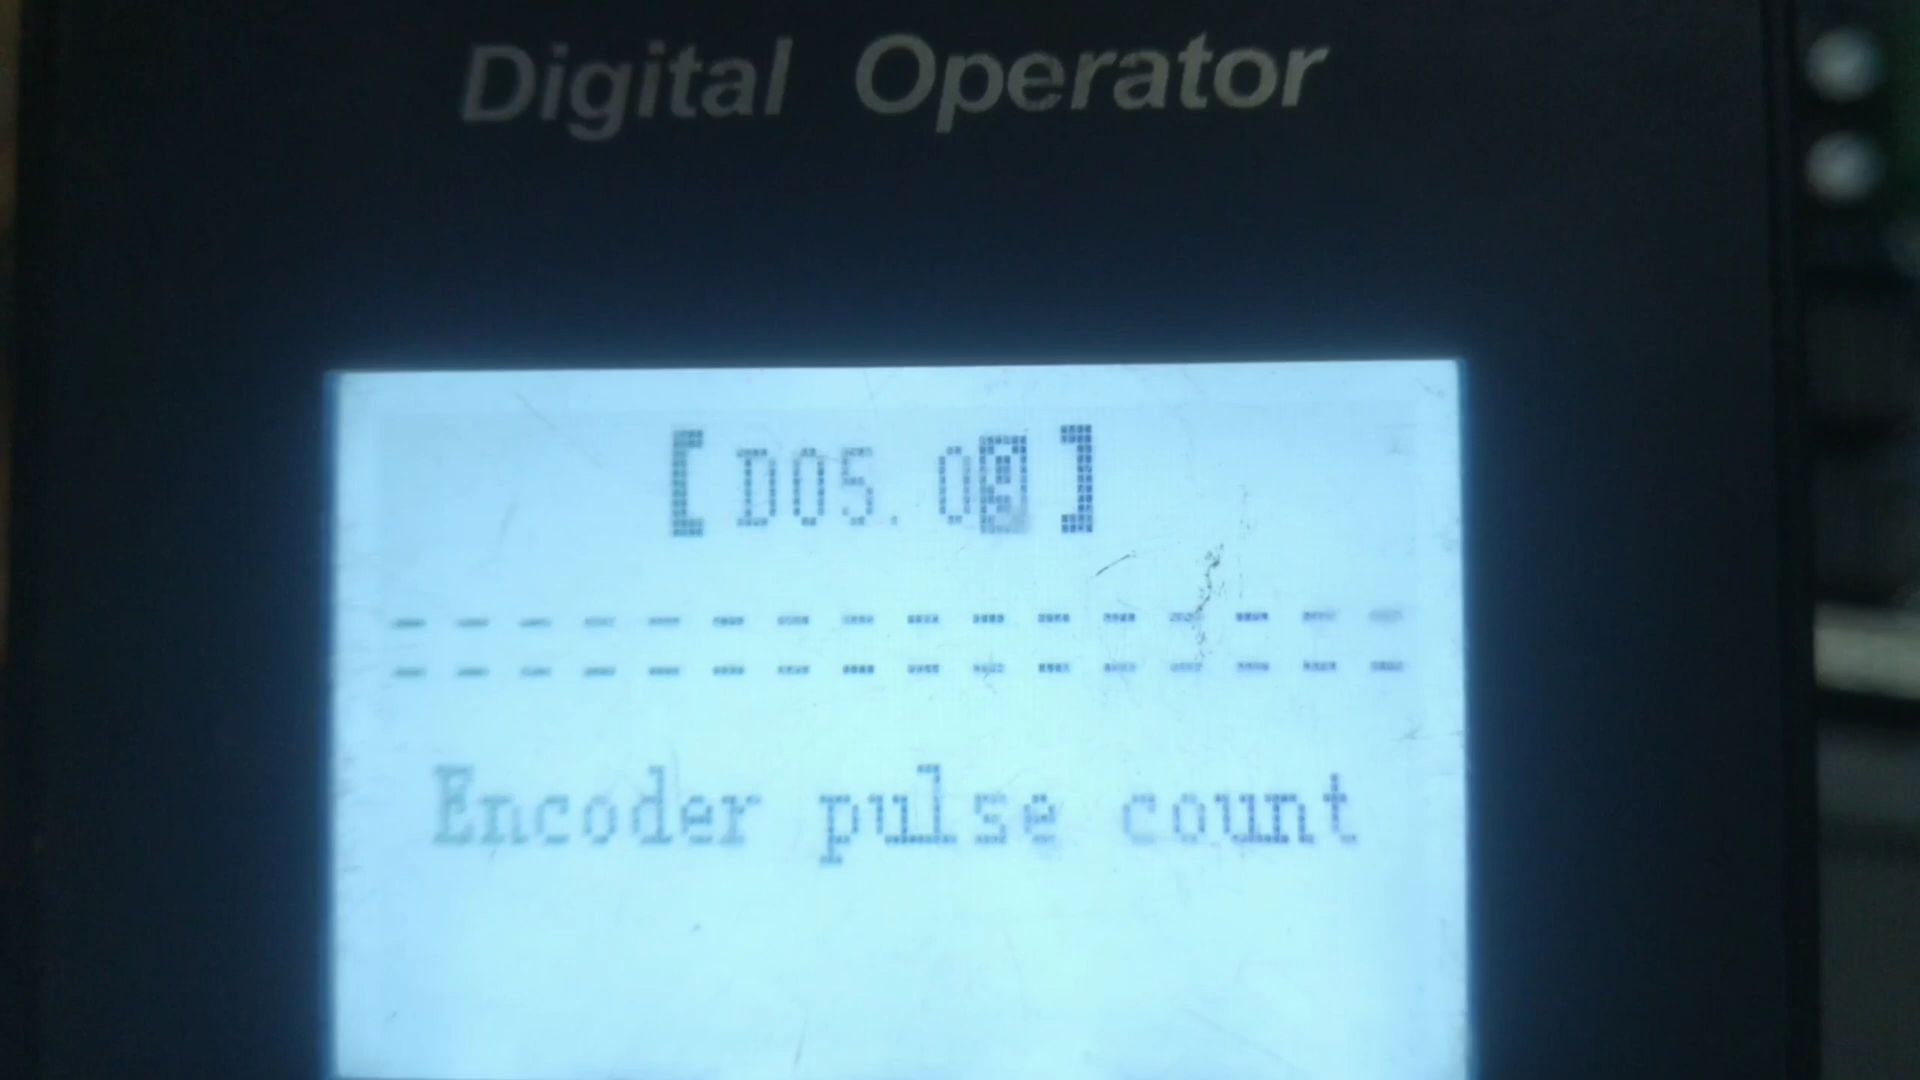 Digital Operator
[D05.0
================
Encoder pulse count